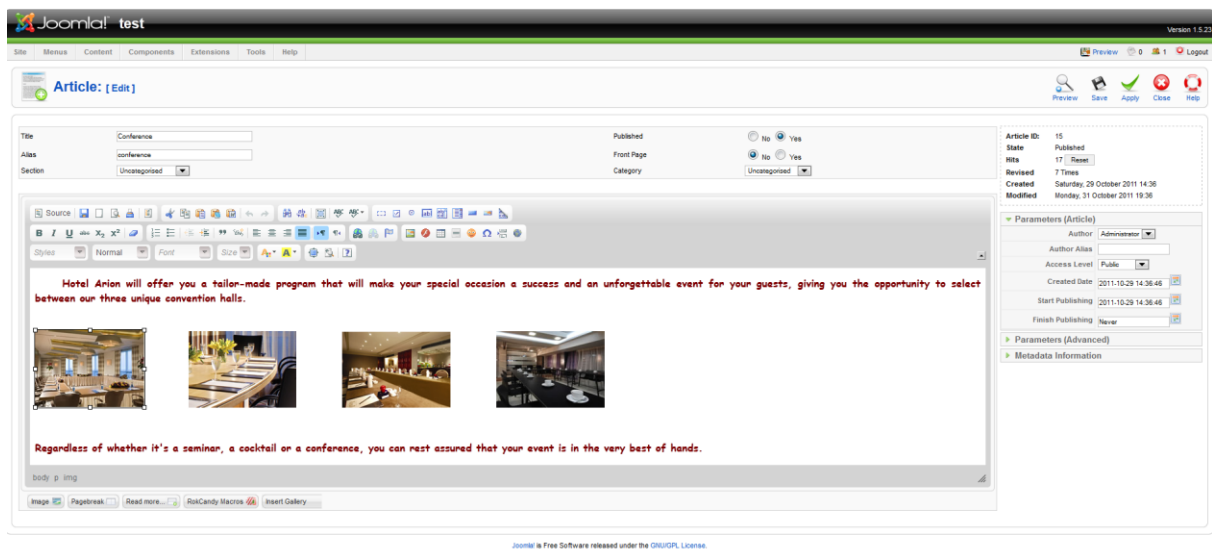 Joomla! test
Version 1.5.23
Site Menus Content Components Extensions Tools Help
Preview 0 1 Logout
Article: [ Edit ]
Preview Save Apply Close Help
Title Conference Published No Yes
Alias conference Front Page No Yes
Section Uncategorised Category Uncategorised
Article ID: 15
State Published
Hits 17 Reset
Revised 7 Times
Created Saturday, 29 October 2011 14:36
Modified Monday, 31 October 2011 19:36
Source
B I U abc X₂ X²
Styles Normal Font Size
Hotel Arion will offer you a tailor-made program that will make your special occasion a success and an unforgettable event for your guests, giving you the opportunity to select
between our three unique convention halls.
Regardless of whether it's a seminar, a cocktail or a conference, you can rest assured that your event is in the very best of hands.
body p img
Image Pagebreak Read more... RokCandy Macros Insert Gallery
Parameters (Article)
Author Administrator
Author Alias
Access Level Public
Created Date 2011-10-29 14:36:46
Start Publishing 2011-10-29 14:36:46
Finish Publishing Never
Parameters (Advanced)
Metadata Information
Joomla! is Free Software released under the GNU/GPL License.